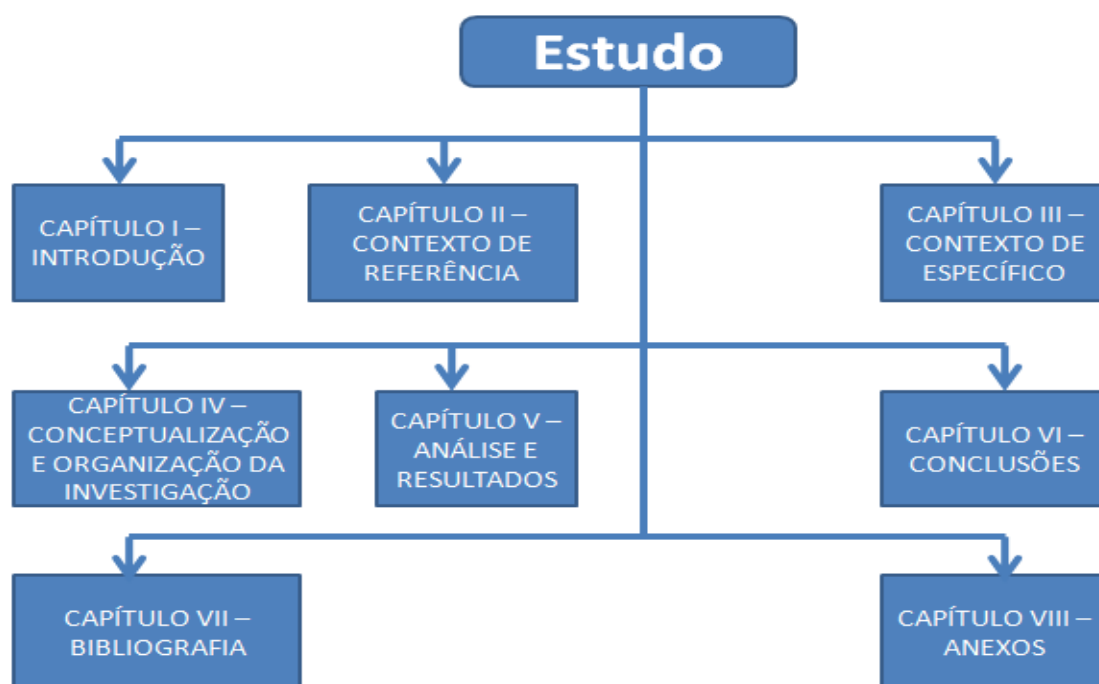 Estudo
CAPÍTULO I –
INTRODUÇÃO
CAPÍTULO II –
CONTEXTO DE
REFERÊNCIA
CAPÍTULO III –
CONTEXTO DE
ESPECÍFICO
CAPÍTULO IV –
CONCEPTUALIZAÇÃO
E ORGANIZAÇÃO DA
INVESTIGAÇÃO
CAPÍTULO V –
ANÁLISE E
RESULTADOS
CAPÍTULO VI –
CONCLUSÕES
CAPÍTULO VII –
BIBLIOGRAFIA
CAPÍTULO VIII –
ANEXOS